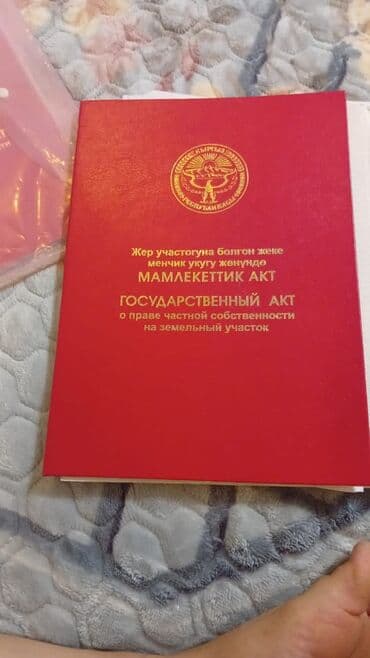 Жер участогуна болгон жеке
менчик укугу жөнүндө
МАМЛЕКЕТТИК АКТ
ГОСУДАРСТВЕННЫЙ АКТ
о праве частной собственности
на земельный участок